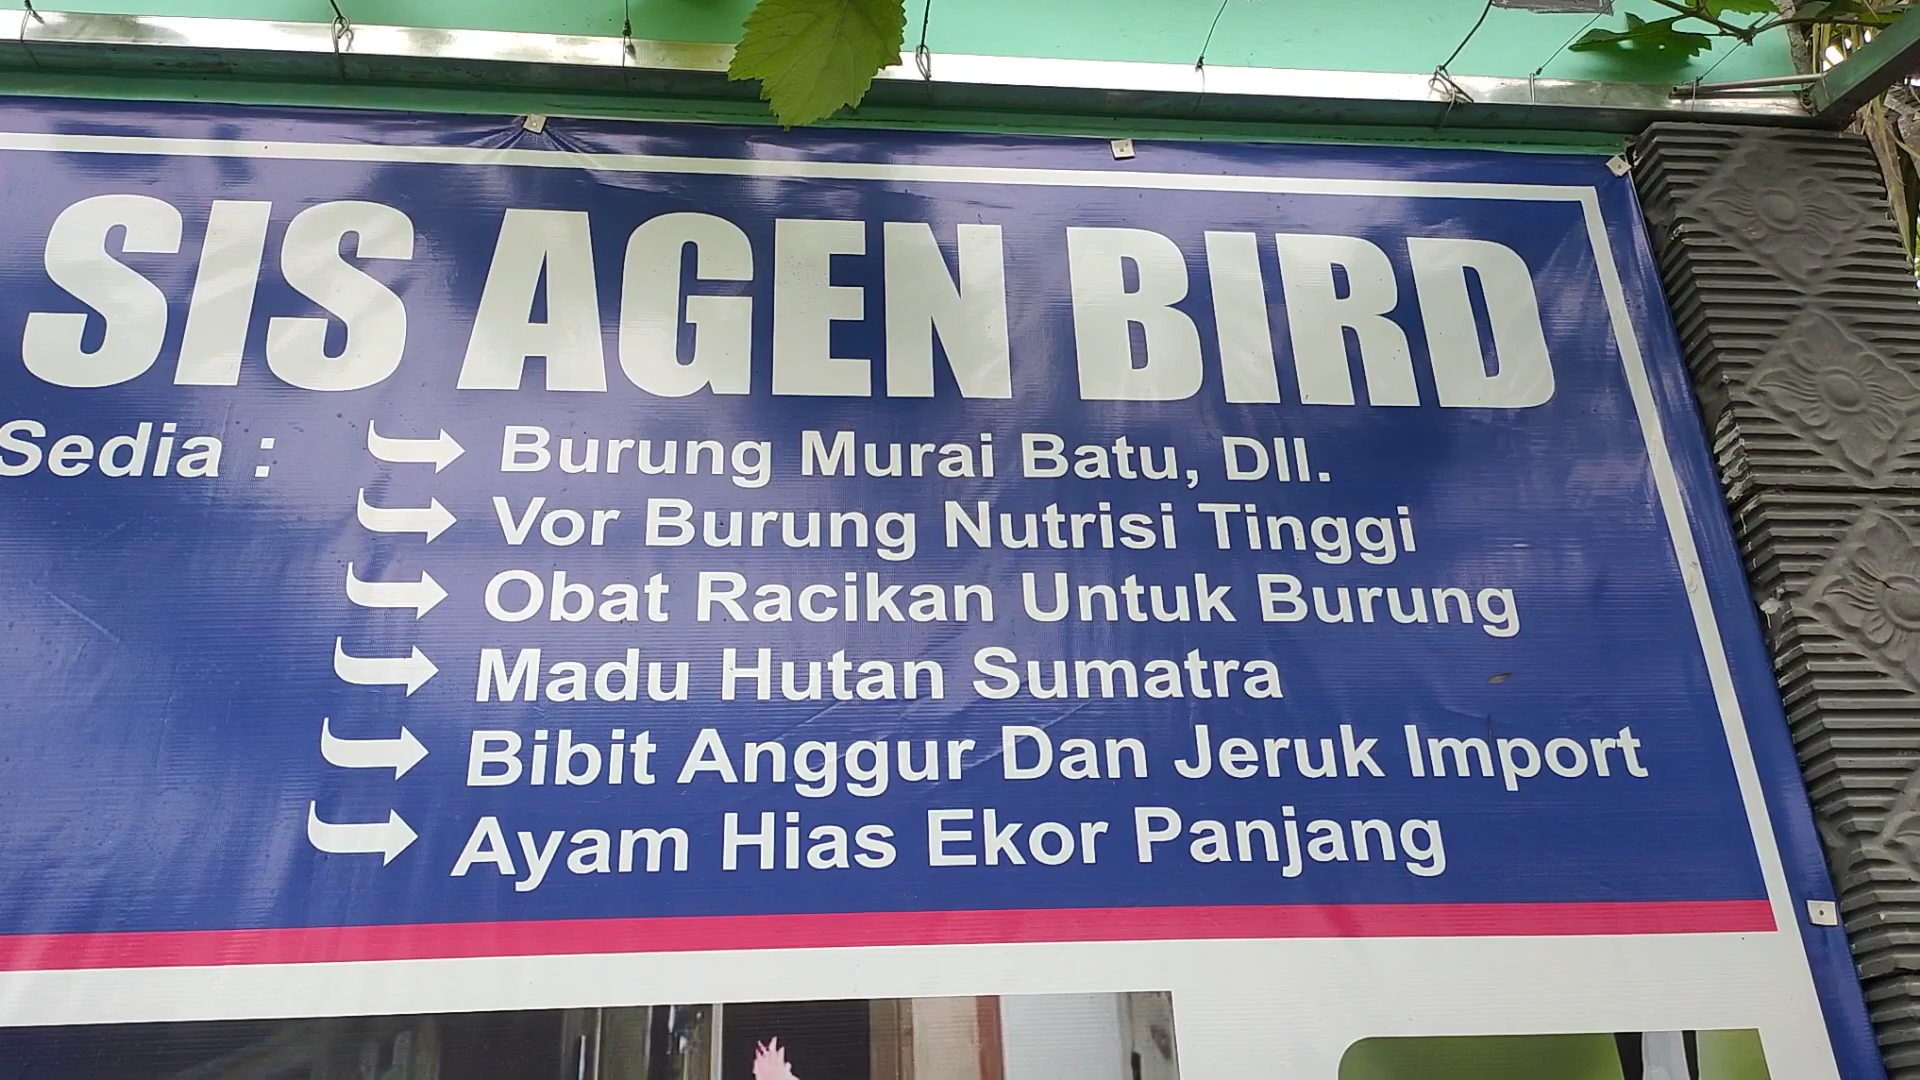 SIS AGEN BIRD
Sedia : Burung Murai Batu, Dll.
Vor Burung Nutrisi Tinggi
Obat Racikan Untuk Burung
Madu Hutan Sumatra
Bibit Anggur Dan Jeruk Import
Ayam Hias Ekor Panjang